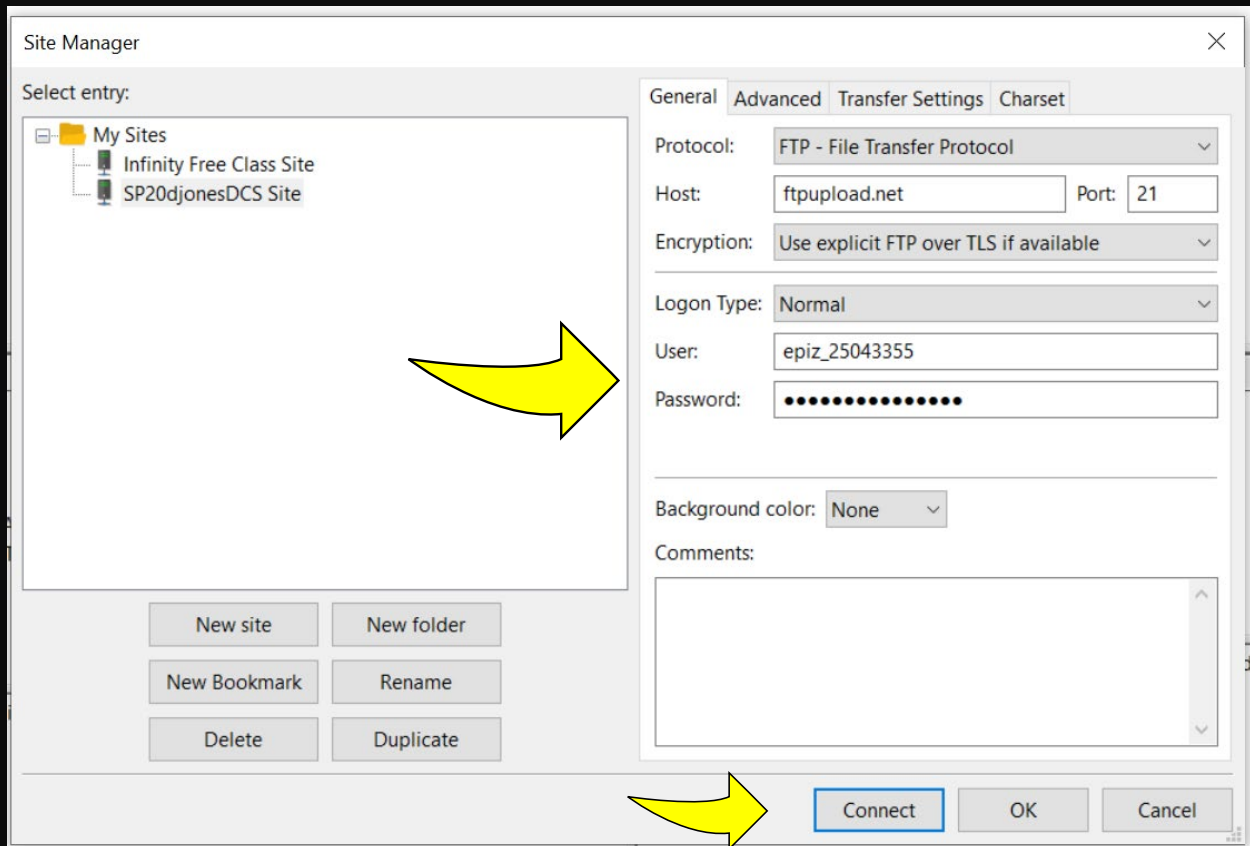 Site Manager
Select entry:
My Sites
Infinity Free Class Site
SP20djonesDCS Site
New site
New folder
New Bookmark
Rename
Delete
Duplicate
General Advanced Transfer Settings Charset
Protocol: FTP - File Transfer Protocol
Host: ftpupload.net Port: 21
Encryption: Use explicit FTP over TLS if available
Logon Type: Normal
User: epiz_25043355
Password: ●●●●●●●●●●●●●●●
Background color: None
Comments:
Connect OK Cancel